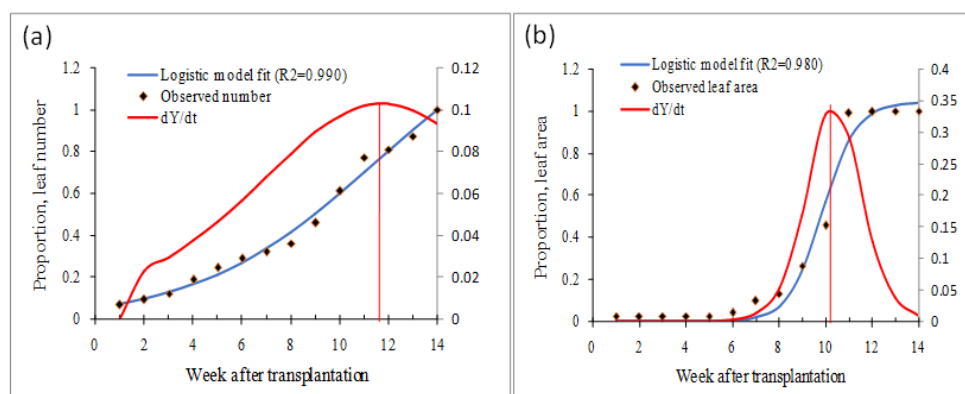 (a)
Logistic model fit (R2=0.990)
Observed number
dY/dt
Proportion, leaf number
1.2
1
0.8
0.6
0.4
0.2
0
0.12
0.1
0.08
0.06
0.04
0.02
0
0 2 4 6 8 10 12 14
Week after transplantation
(b)
Logistic model fit (R2=0.980)
Observed leaf area
dY/dt
Proportion, leaf area
1.2
1
0.8
0.6
0.4
0.2
0
0.4
0.35
0.3
0.25
0.2
0.15
0.1
0.05
0
0 2 4 6 8 10 12 14
Week after transplantation